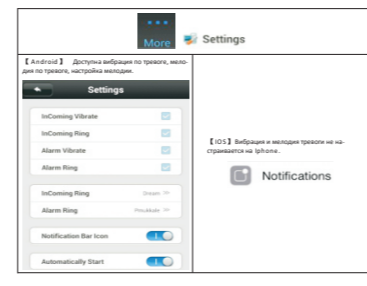 More
Settings
【 Android 】 Доступна вибрация по тревоге, мело-
дия по тревоге, настройка мелодии.
Settings
InComing Vibrate
InComing Ring
Alarm Vibrate
Alarm Ring
InComing Ring Dream >>
Alarm Ring >>
Notification Bar Icon
Automatically Start
【 IOS 】 Вибрация и мелодия тревоги не на-
страивается на Iphone.
Notifications